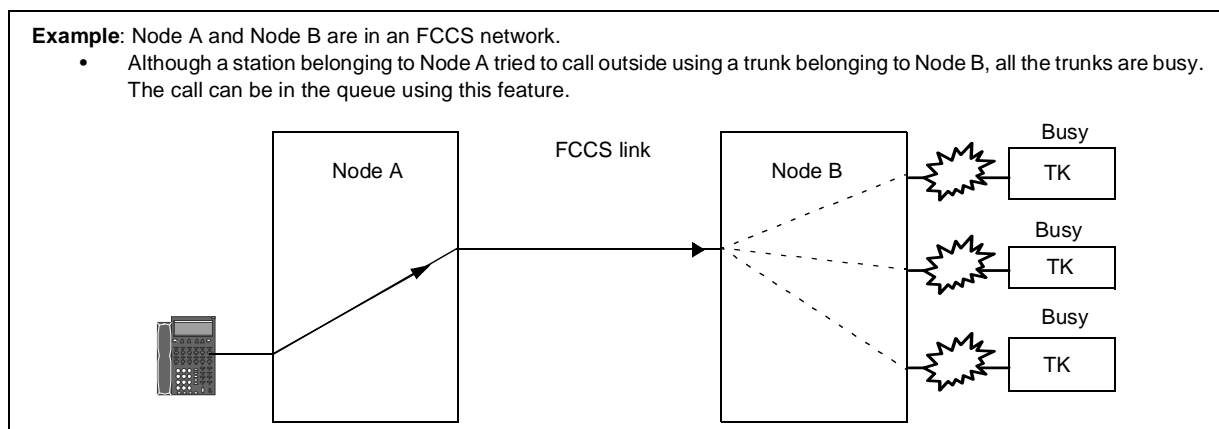 Example: Node A and Node B are in an FCCS network.
• Although a station belonging to Node A tried to call outside using a trunk belonging to Node B, all the trunks are busy.
The call can be in the queue using this feature.
Busy
FCCS link
Node A
Node B
TK
Busy
TK
Busy
TK